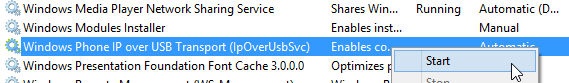 Windows Media Player Network Sharing Service Shares Win... Running Automatic (D...
Windows Modules Installer Enables inst... Manual
Windows Phone IP over USB Transport (IpOverUsbSvc) Enables co... Automatic
Start
Windows Presentation Foundation Font Cache 3.0.0.0 Optimizes p
Stop